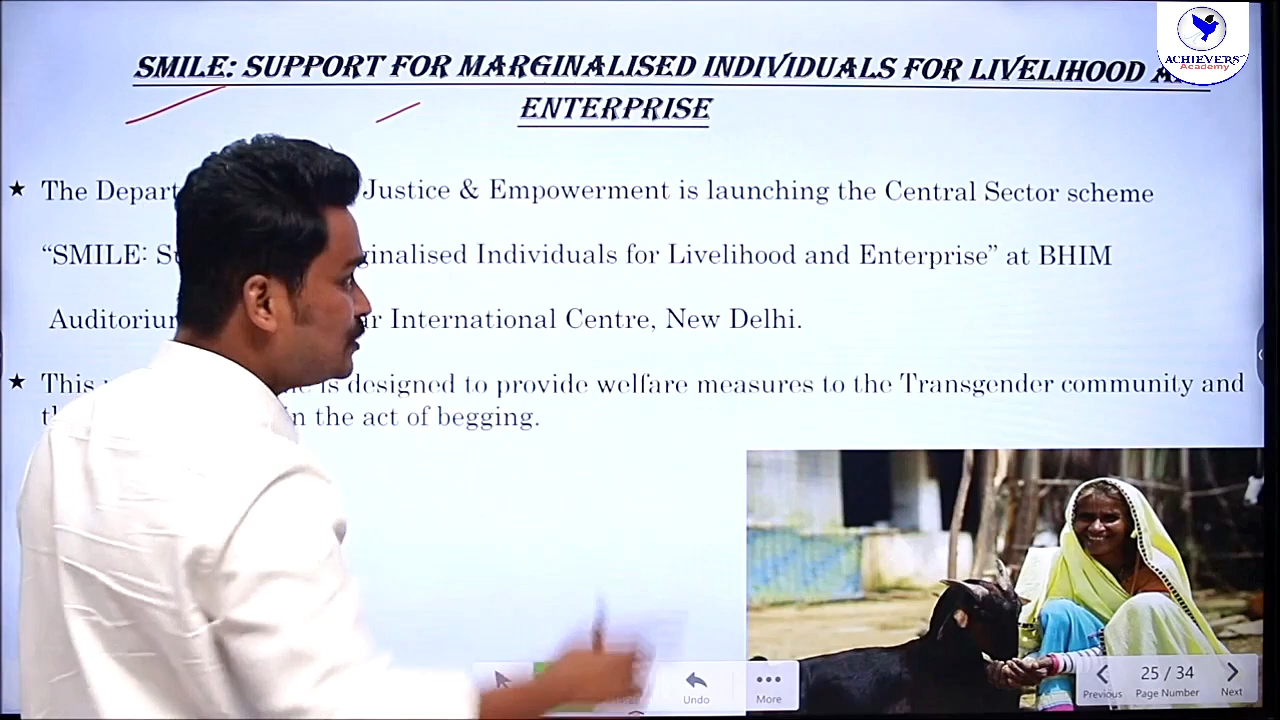 SMILE: SUPPORT FOR MARGINALISED INDIVIDUALS FOR LIVELIHOOD
ENTERPRISE
ACHIEVERS
Academy
★ The Depart Justice & Empowerment is launching the Central Sector scheme
“SMILE: S ginalised Individuals for Livelihood and Enterprise” at BHIM
Auditoriu International Centre, New Delhi.
★ This is designed to provide welfare measures to the Transgender community and
in the act of begging.
Undo
More
Previous
25 / 34
Page Number
Next